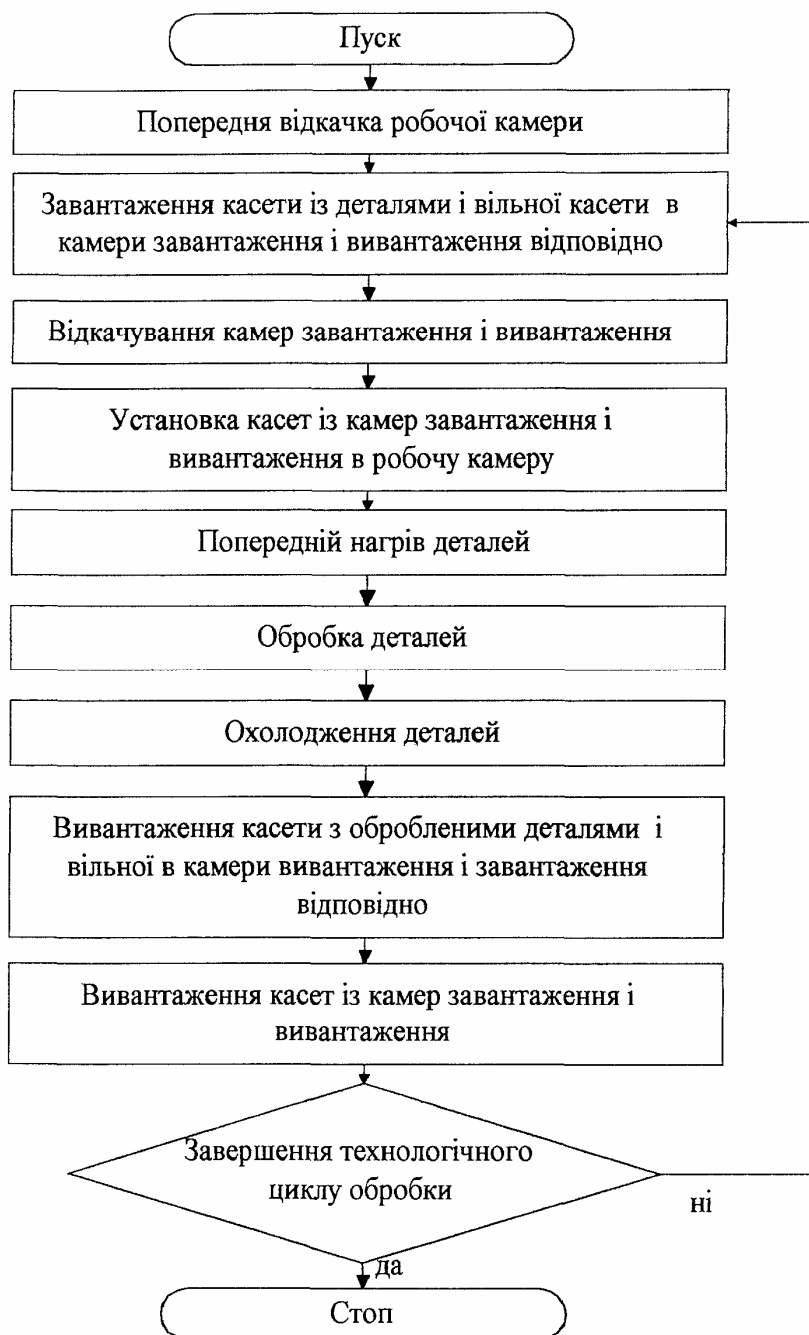 Пуск
Попередня відкачка робочої камери
Завантаження касети із деталями і вільної касети в
камери завантаження і вивантаження відповідно
Відкачування камер завантаження і вивантаження
Установка касет із камер завантаження і
вивантаження в робочу камеру
Попередній нагрів деталей
Обробка деталей
Охолодження деталей
Вивантаження касети з обробленими деталями і
вільної в камери вивантаження і завантаження
відповідно
Вивантаження касет із камер завантаження і
вивантаження
Завершення технологічного
циклу обробки
ні
да
Стоп